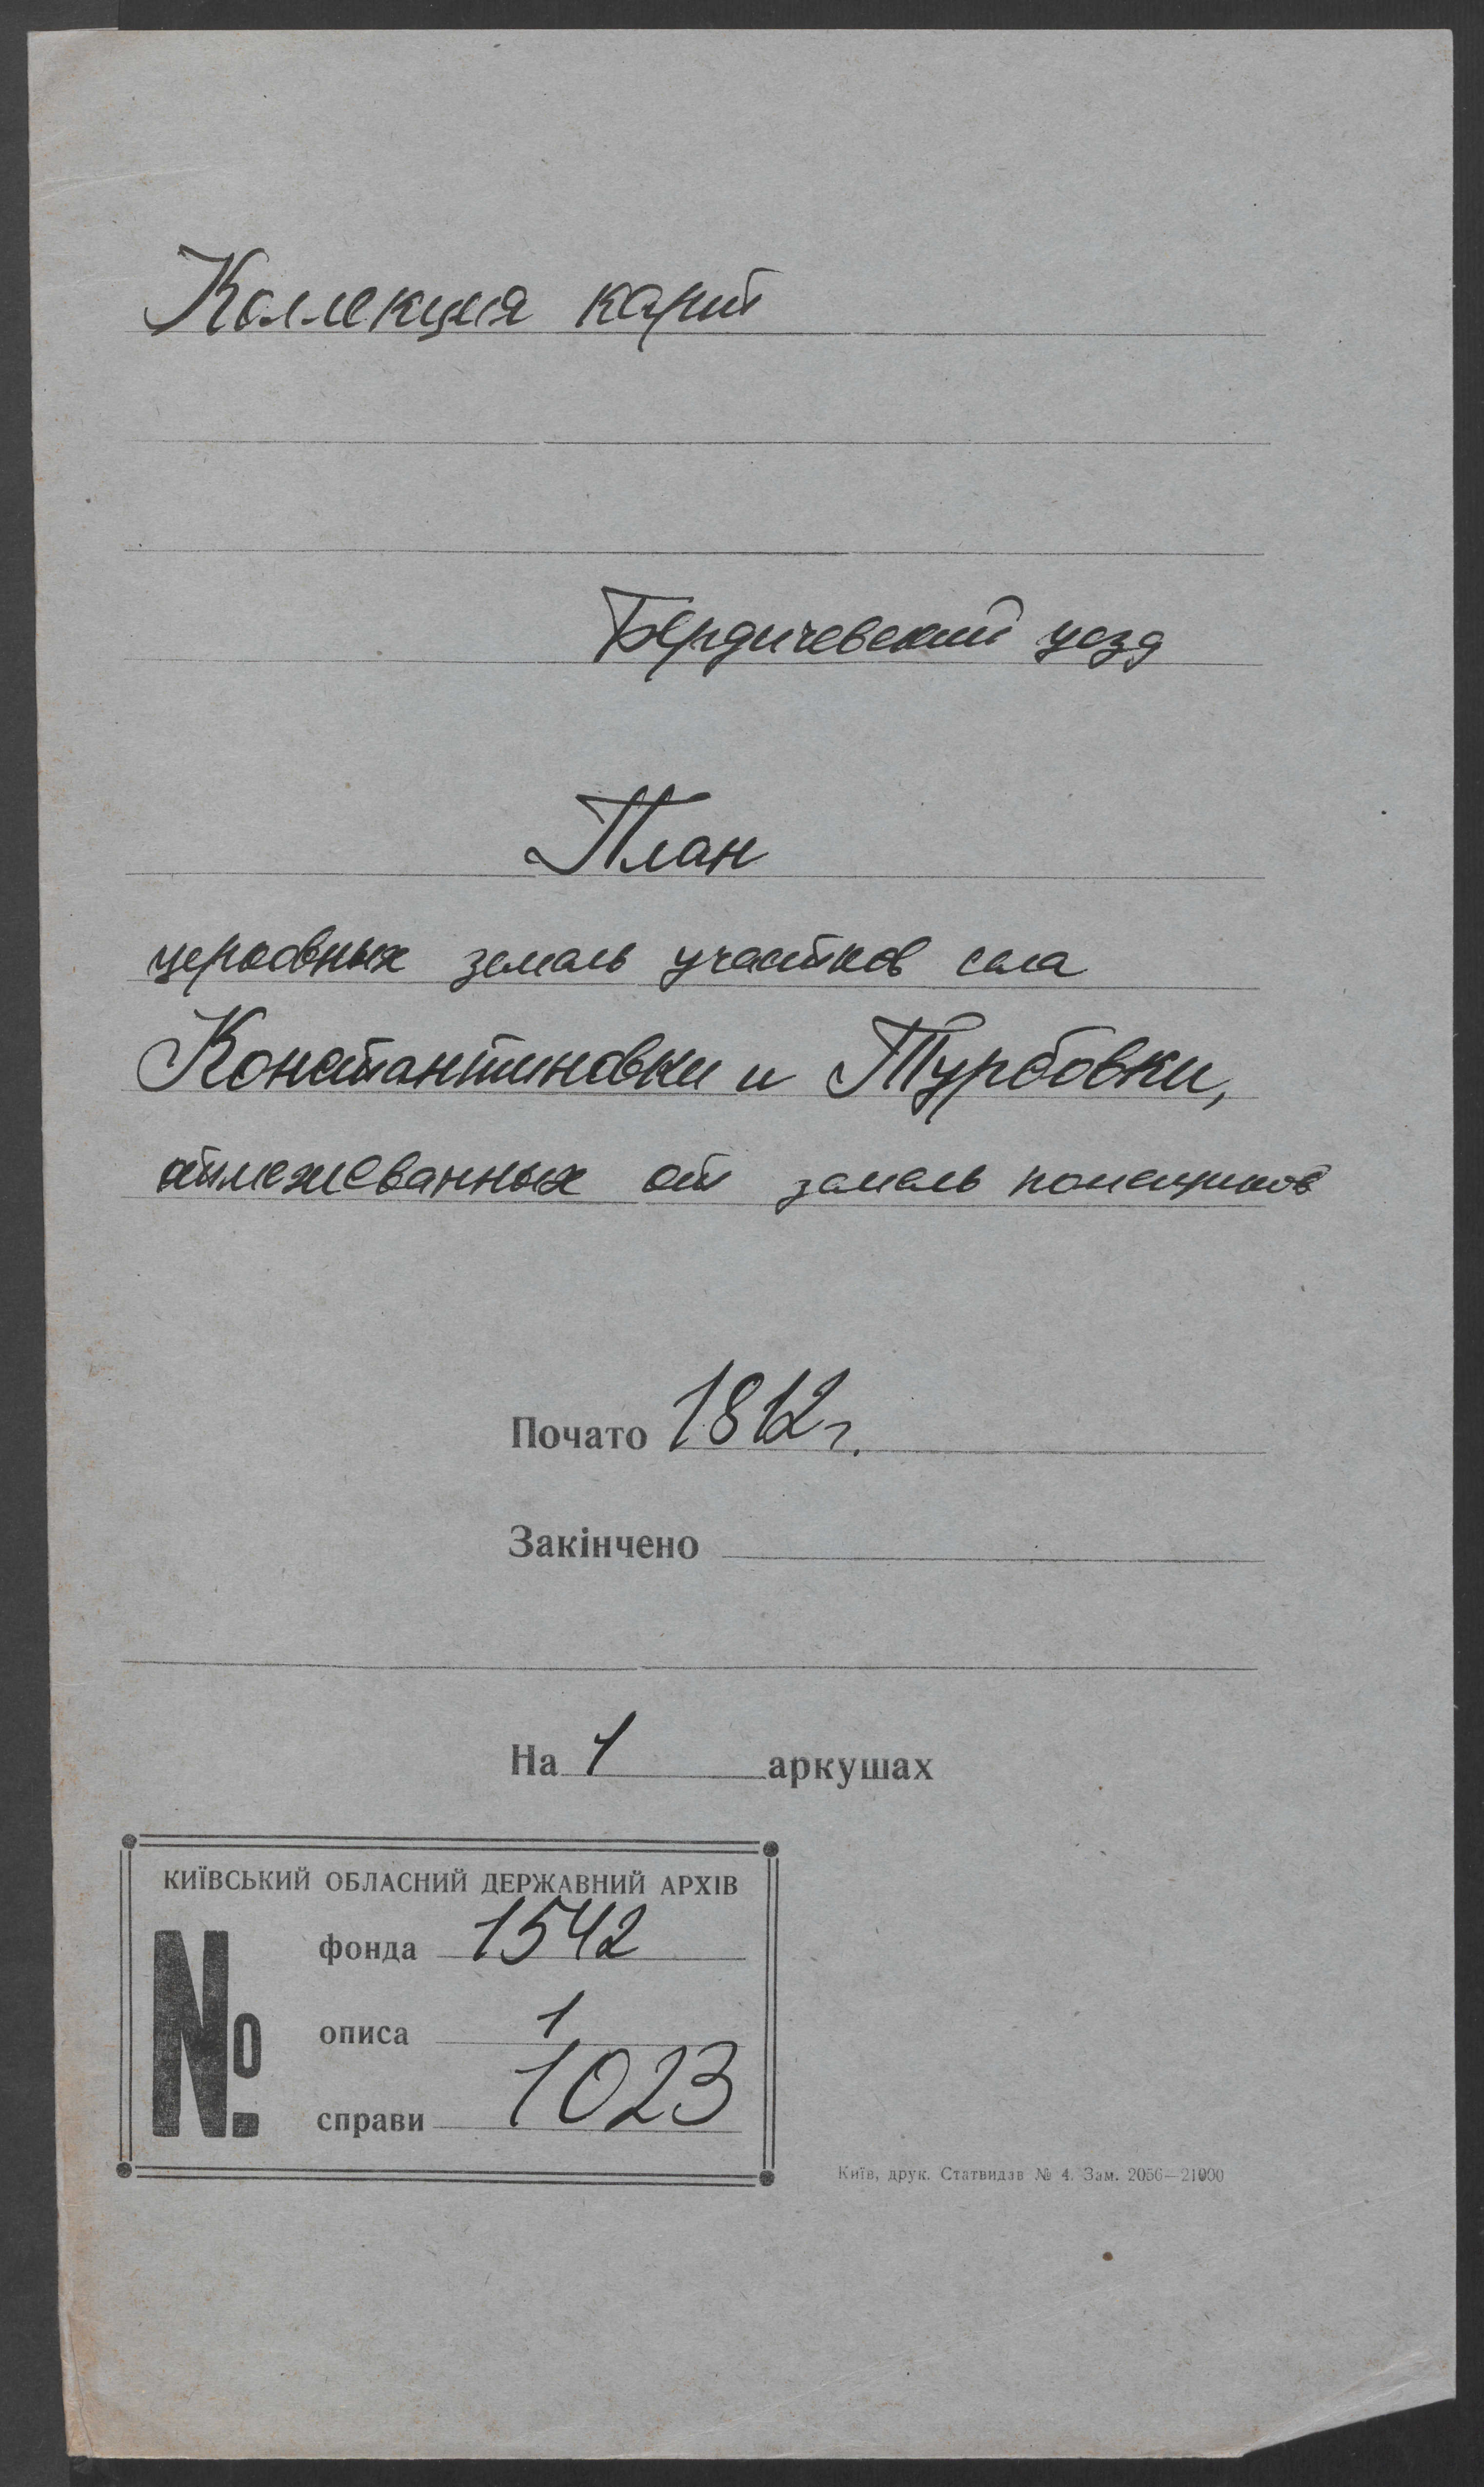 Коллекция карт
Бердичевский уезд
План
церковных земель участков села
Константиновки и Турбовки,
отмежеванных от земель помещиков
Почато 1812 г.
Закінчено
На 1 аркушах
КИЇВСЬКИЙ ОБЛАСНИЙ ДЕРЖАВНИЙ АРХІВ
№
фонда 1542
описа 1
справи 1023
Київ, друк. Статвидав № 4. Зам. 2056—21000